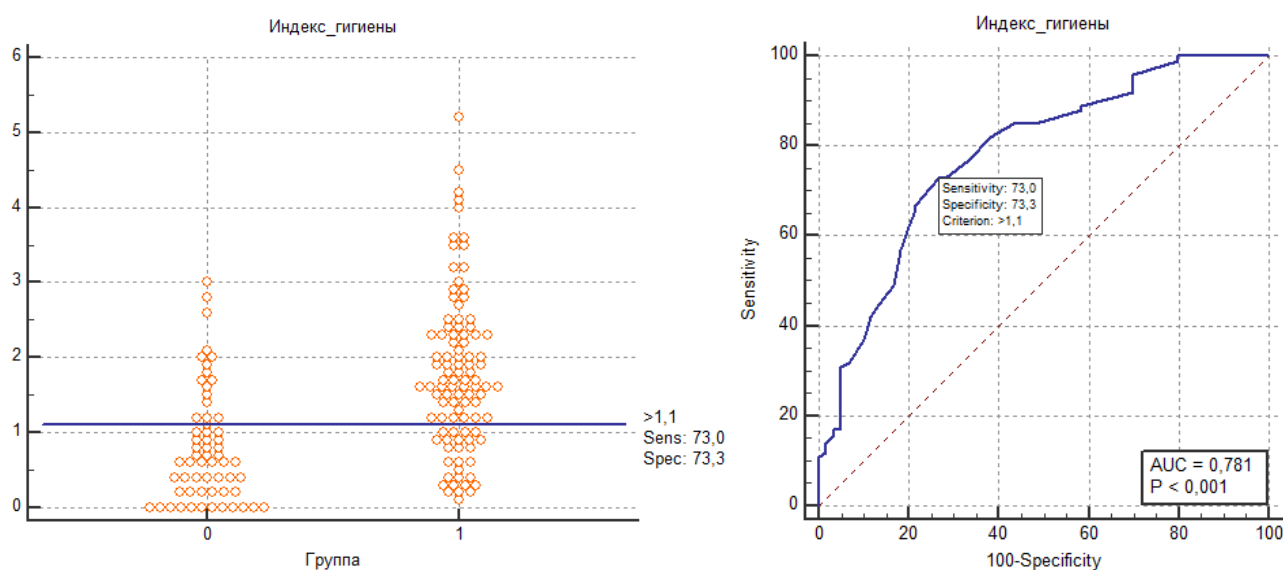 Индекс_гигиены
6
5
4
3
2
1
0
>1,1
Sens: 73,0
Spec: 73,3
0 1
Группа
Индекс_гигиены
100
80
60
40
20
0
Sensitivity
Sensitivity: 73,0
Specificity: 73,3
Criterion: >1,1
AUC = 0,781
P < 0,001
0 20 40 60 80 100
100-Specificity